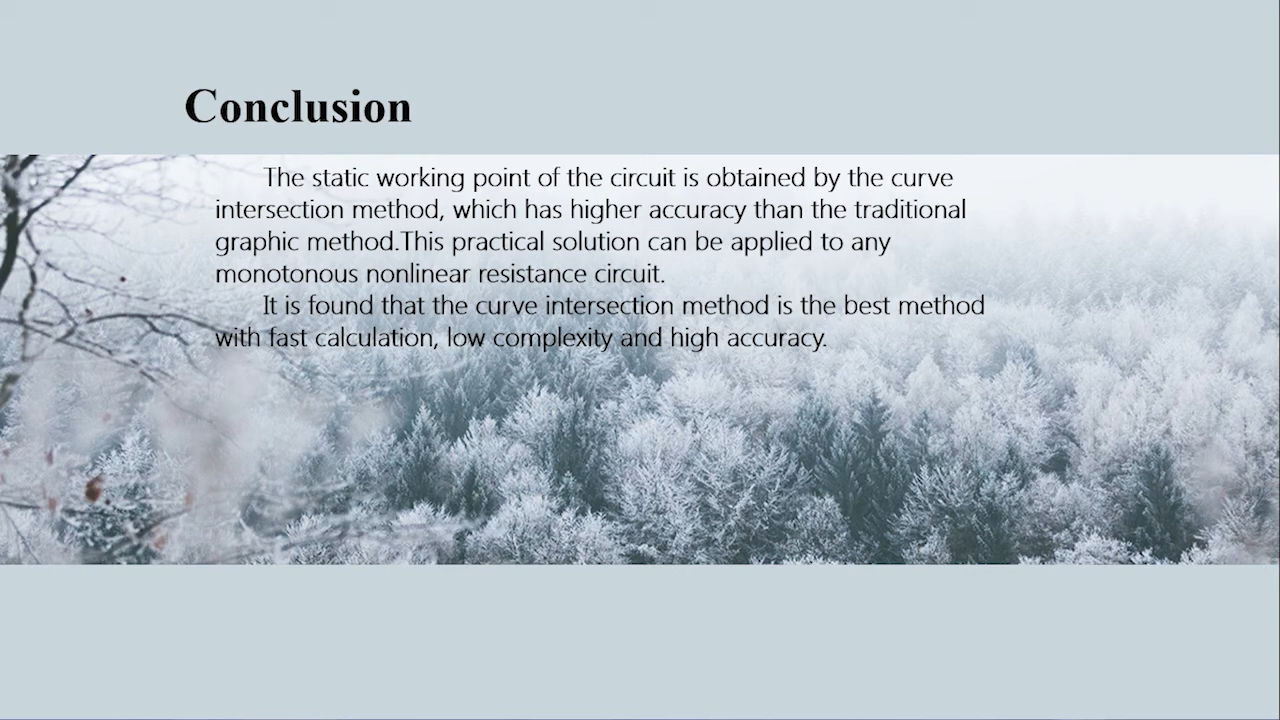 Conclusion
The static working point of the circuit is obtained by the curve
intersection method, which has higher accuracy than the traditional
graphic method.This practical solution can be applied to any
monotonous nonlinear resistance circuit.
It is found that the curve intersection method is the best method
with fast calculation, low complexity and high accuracy.